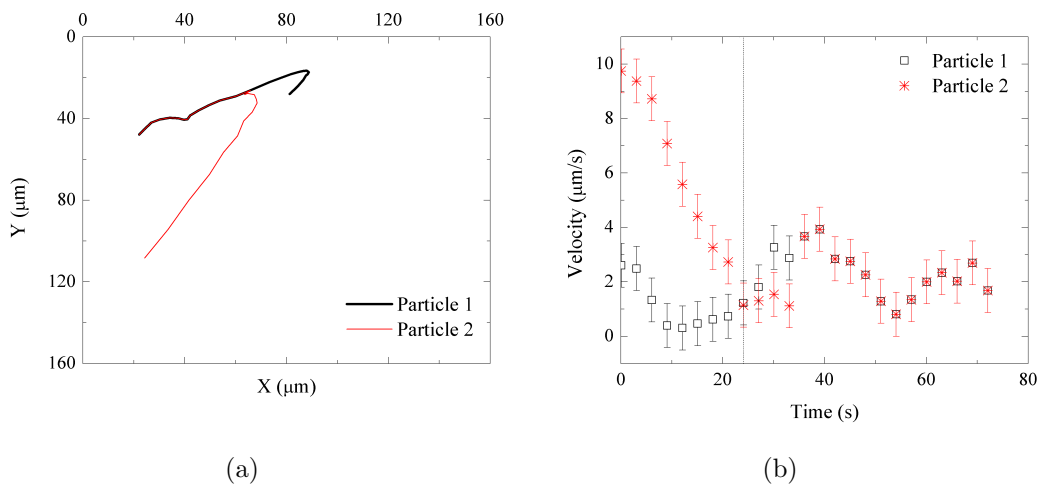 0 40 80 120 160
0
40
80
120
160
Y (μm)
Particle 1
Particle 2
X (μm)
(a)
10
8
6
4
2
0
Velocity (μm/s)
Particle 1
Particle 2
0 20 40 60 80
Time (s)
(b)